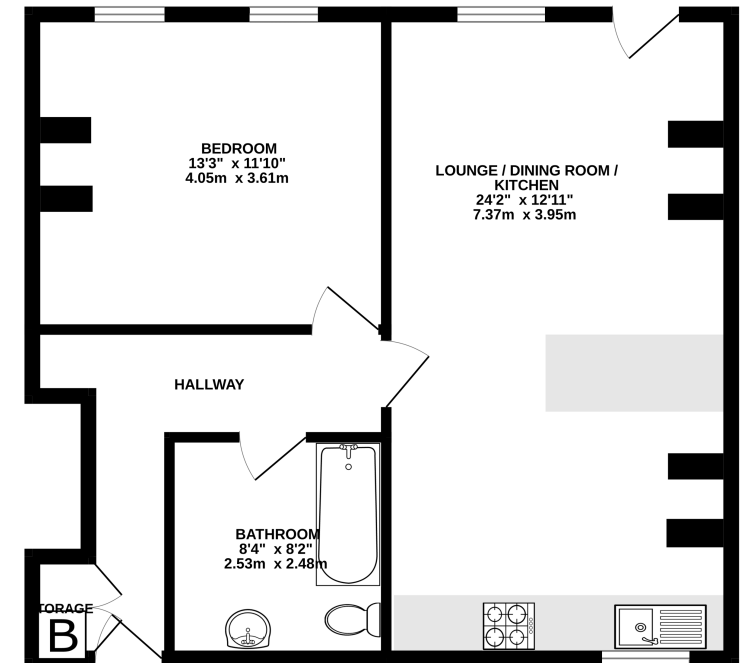 BEDROOM
13'3" x 11'10"
4.05m x 3.61m
LOUNGE / DINING ROOM /
KITCHEN
24'2" x 12'11"
7.37m x 3.95m
HALLWAY
BATHROOM
8'4" x 8'2"
2.53m x 2.48m
TORAGE
B